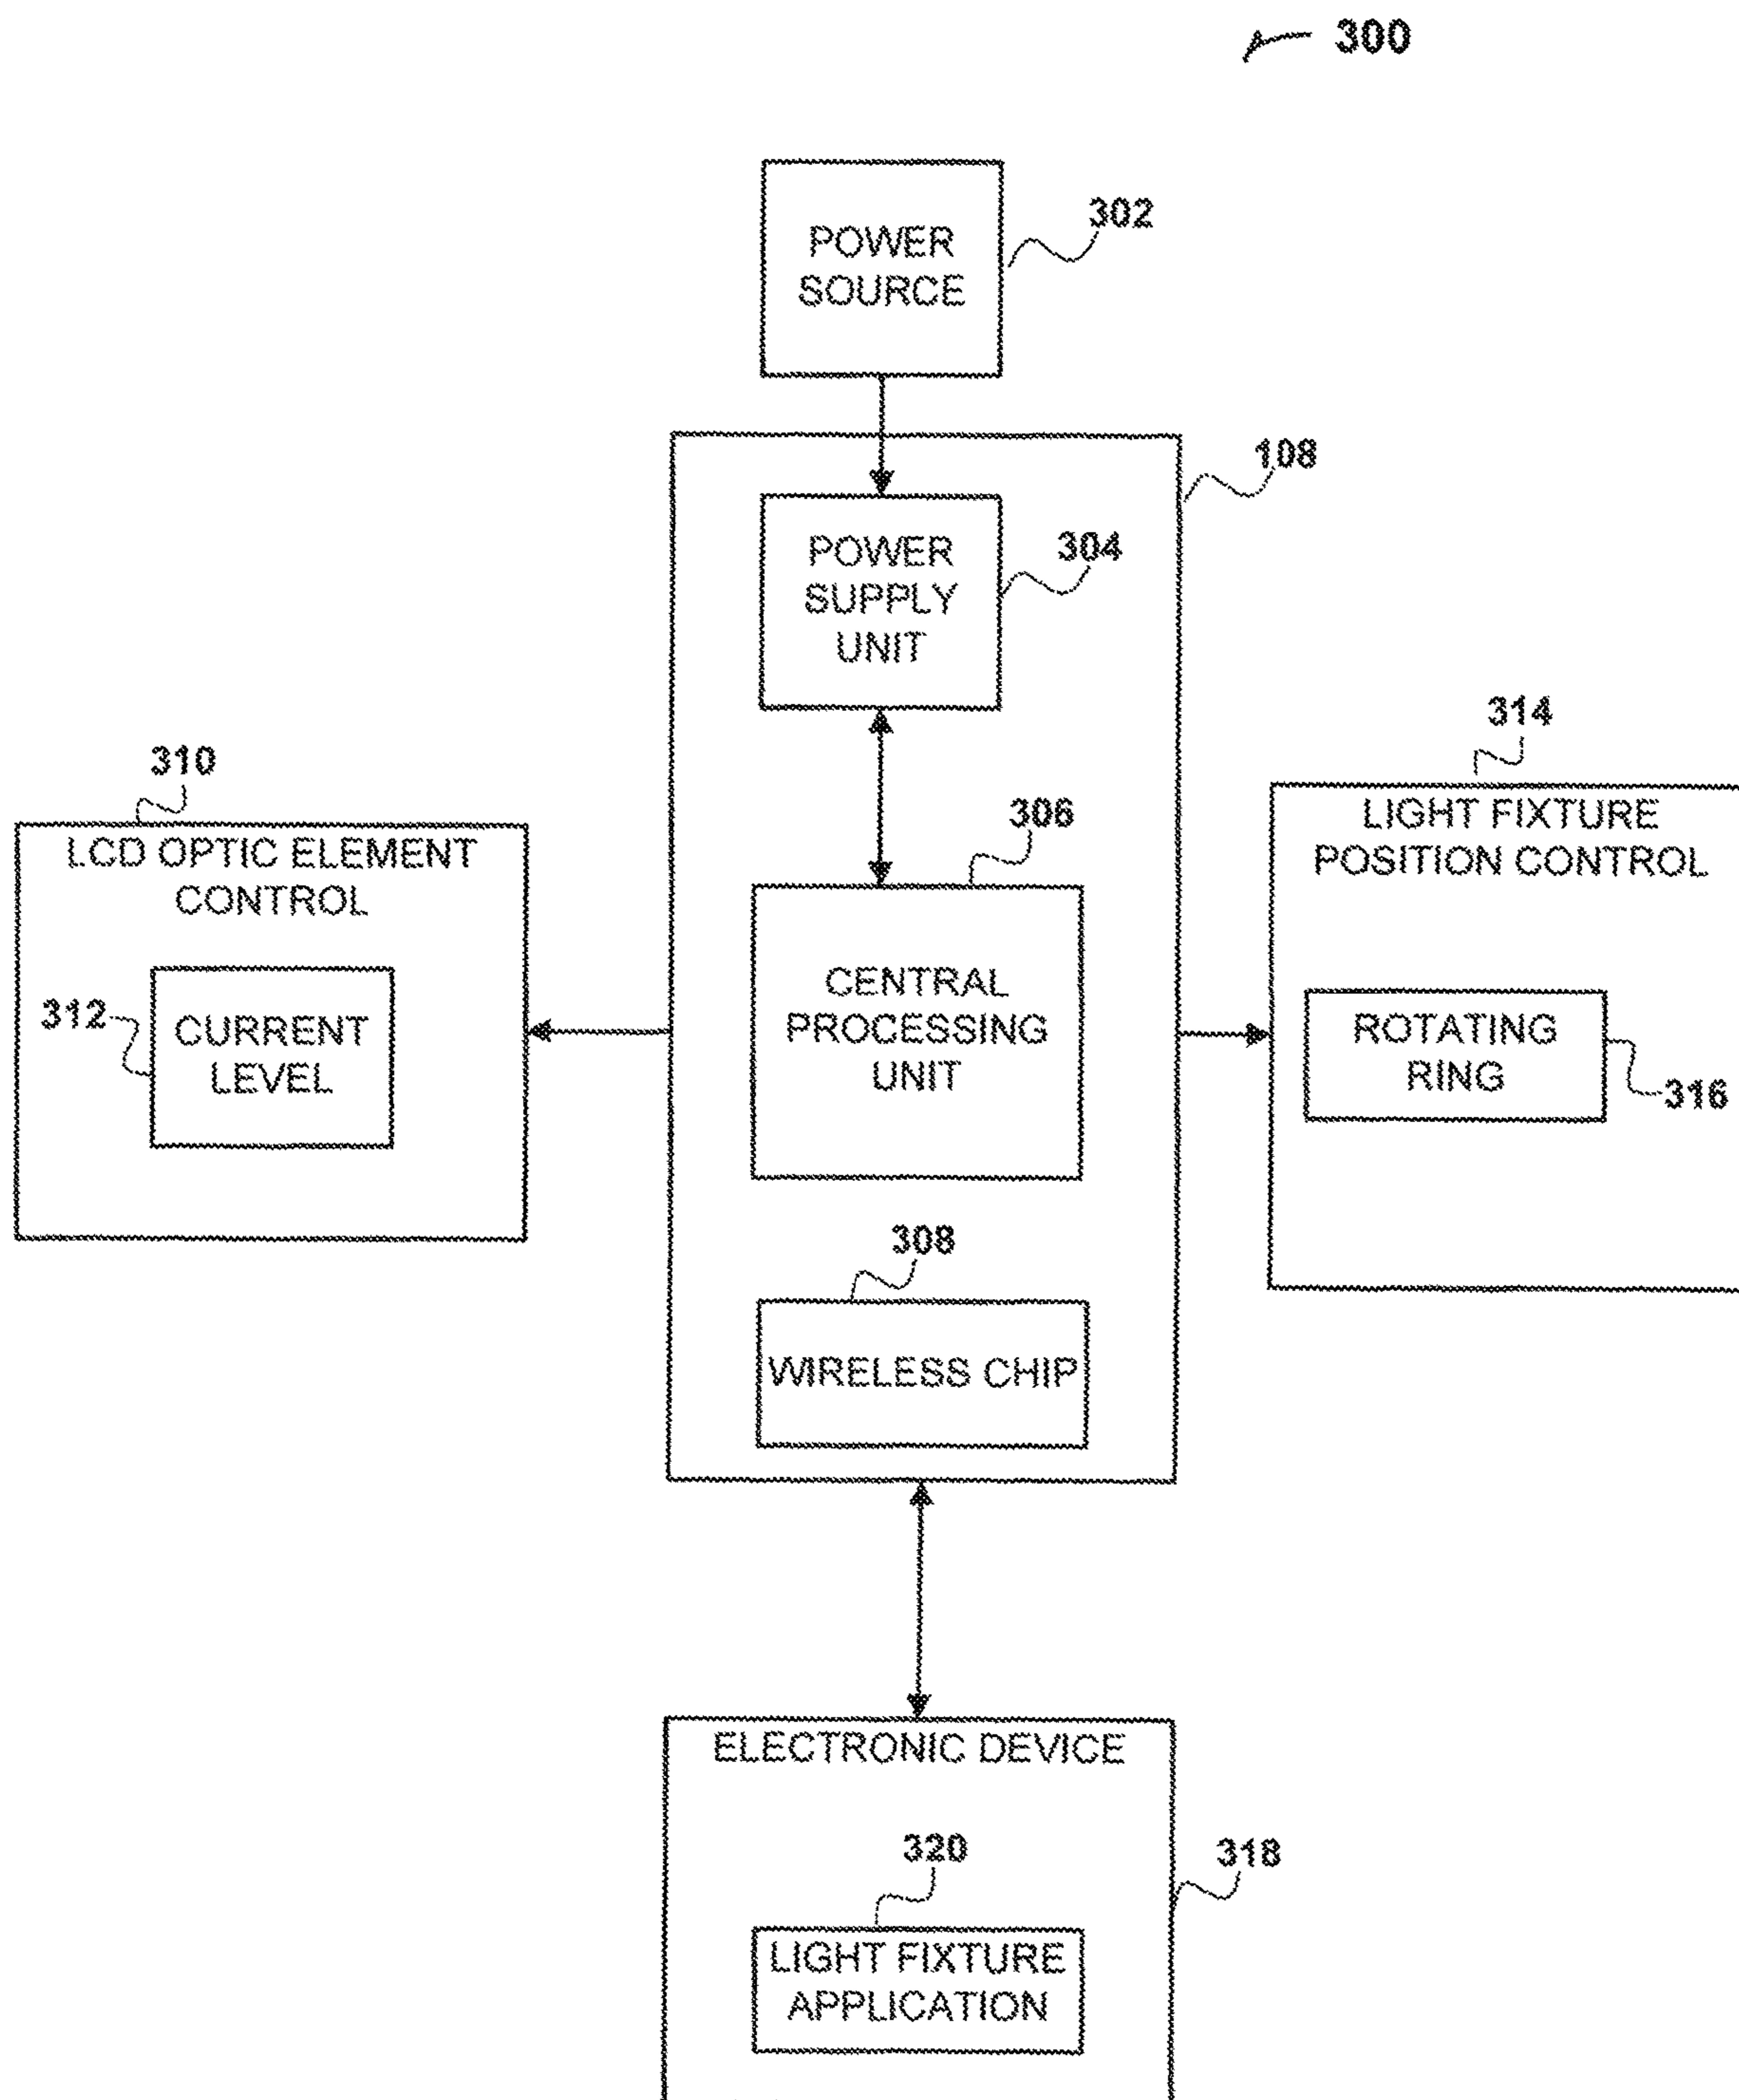 300
POWER
SOURCE
302
108
POWER
SUPPLY
UNIT
304
310
LCD OPTIC ELEMENT
CONTROL
312
CURRENT
LEVEL
306
CENTRAL
PROCESSING
UNIT
314
LIGHT FIXTURE
POSITION CONTROL
ROTATING
RING
316
308
WIRELESS CHIP
ELECTRONIC DEVICE
318
320
LIGHT FIXTURE
APPLICATION